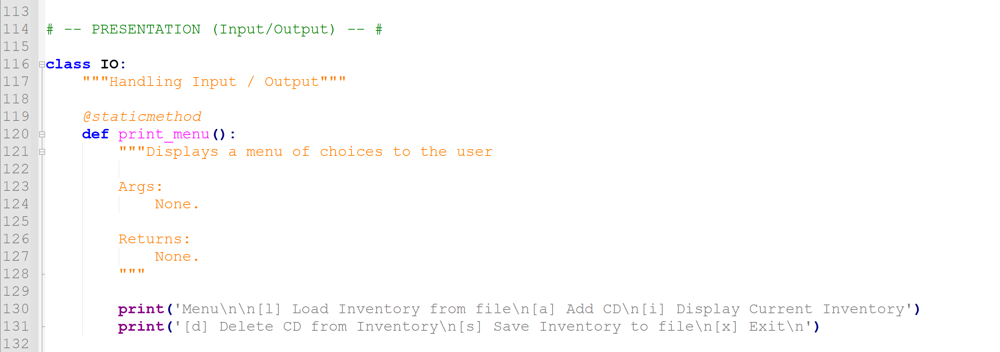 113
114 # -- PRESENTATION (Input/Output) -- #
115
116 class IO:
117     """Handling Input / Output"""
118
119     @staticmethod
120     def print_menu():
121         """Displays a menu of choices to the user
122
123         Args:
124             None.
125
126         Returns:
127             None.
128         """
129
130         print('Menu\n\n[l] Load Inventory from file\n[a] Add CD\n[i] Display Current Inventory')
131         print('[d] Delete CD from Inventory\n[s] Save Inventory to file\n[x] Exit\n')
132